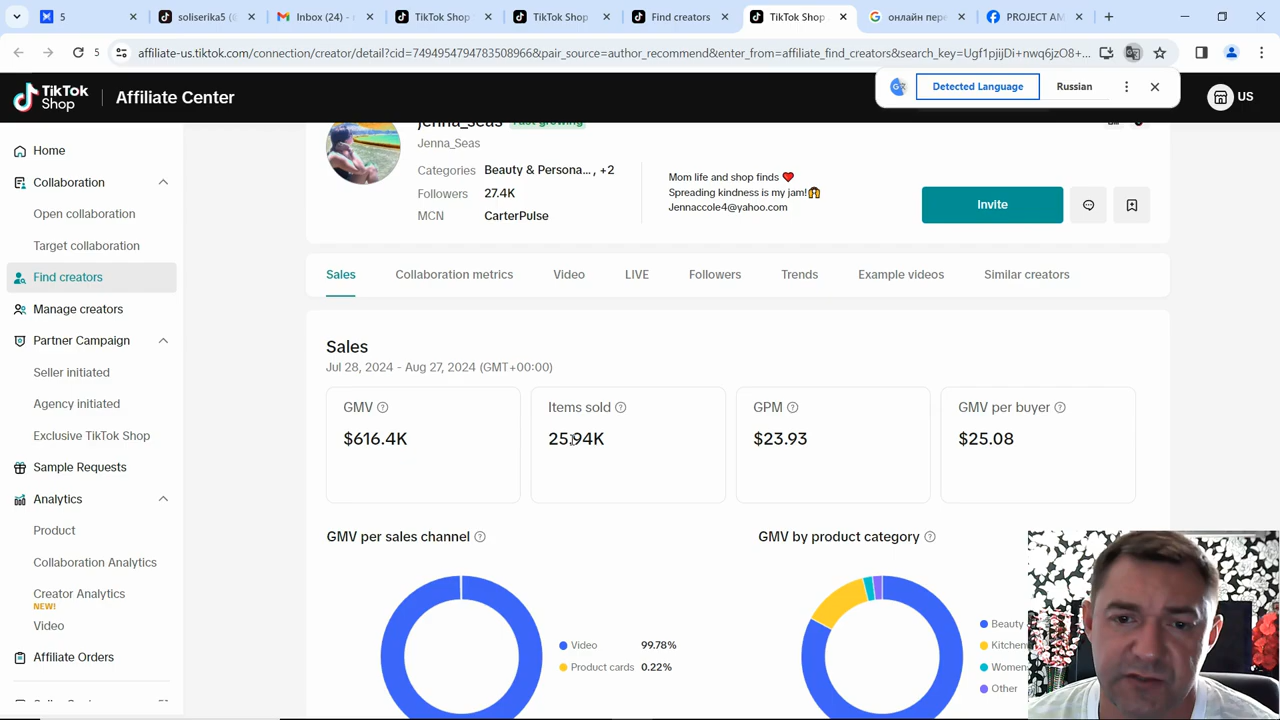 5
soliserika5 (@
Inbox (24) -
TikTok Shop
TikTok Shop
Find creators
TikTok Shop
онлайн пере
PROJECT AM
5
affiliate-us.tiktok.com/connection/creator/detail?cid=7494954794783508966&pair_source=author_recommend&enter_from=affiliate_find_creators&search_key=Ugf1pjijDi+nwq6jzO8+...
Detected Language
Russian
TikTok
Shop
Affiliate Center
US
Home
Collaboration
Open collaboration
Target collaboration
Find creators
Manage creators
Partner Campaign
Seller initiated
Agency initiated
Exclusive TikTok Shop
Sample Requests
Analytics
Product
Collaboration Analytics
Creator Analytics
NEW!
Video
Affiliate Orders
jenna_seas
Fast growing
Jenna_Seas
Categories Beauty & Persona... , +2
Followers 27.4K
MCN CarterPulse
Mom life and shop finds ❤️
Spreading kindness is my jam!🙌
Jennaccole4@yahoo.com
Invite
Sales
Collaboration metrics
Video
LIVE
Followers
Trends
Example videos
Similar creators
Sales
Jul 28, 2024 - Aug 27, 2024 (GMT+00:00)
GMV
$616.4K
Items sold
25.94K
GPM
$23.93
GMV per buyer
$25.08
GMV per sales channel
Video 99.78%
Product cards 0.22%
GMV by product category
Beauty
Kitchen
Women
Other